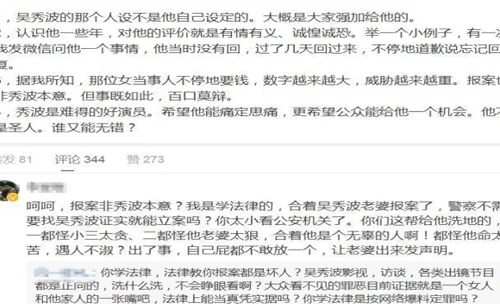 ，吴秀波的那个人设不是他自己设定的。大概是大家强加给他的。
，认识他一些年，对他的评价就是有情有义、诚惶诚恐。举一个小例子，有一次
我发微信问他一个事情，他当时没有回，过了几天回过来，不停地道歉说忘记回
复。
，据我所知，那位女当事人不停地要钱，数字越来越大，威胁越来越重。报案也
非秀波本意。但事已如此，百口莫辩。
，秀波是难得的好演员。希望他能痛定思痛，更希望公众能给他一个机会。他不
是圣人。谁又能无错？
发 81 评论 344 赞 273
呵呵，报案非秀波本意？我是学法律的，合着吴秀波老婆报案了，警察不需
要找吴秀波证实就能立案吗？你太小看公安机关了。你们这帮给他洗地的，
一都怪小三太贪、二都怪他老婆太狠，合着他是个无辜的人啊！都怪他命太
苦，遇人不淑？出了事，自己屁都不敢放一个，让老婆出来发声明。
：你学法律，法律教你报案都是坏人？吴秀波影视，访谈，各类出镜节目
都是正向的，洗什么洗，不会睁眼看啊？大众看不见的罪恶目前证据就是一个女人
和他家人的一张嘴吧，法律上能当真凭实据吗？你学法律是按网络爆料定罪吗？